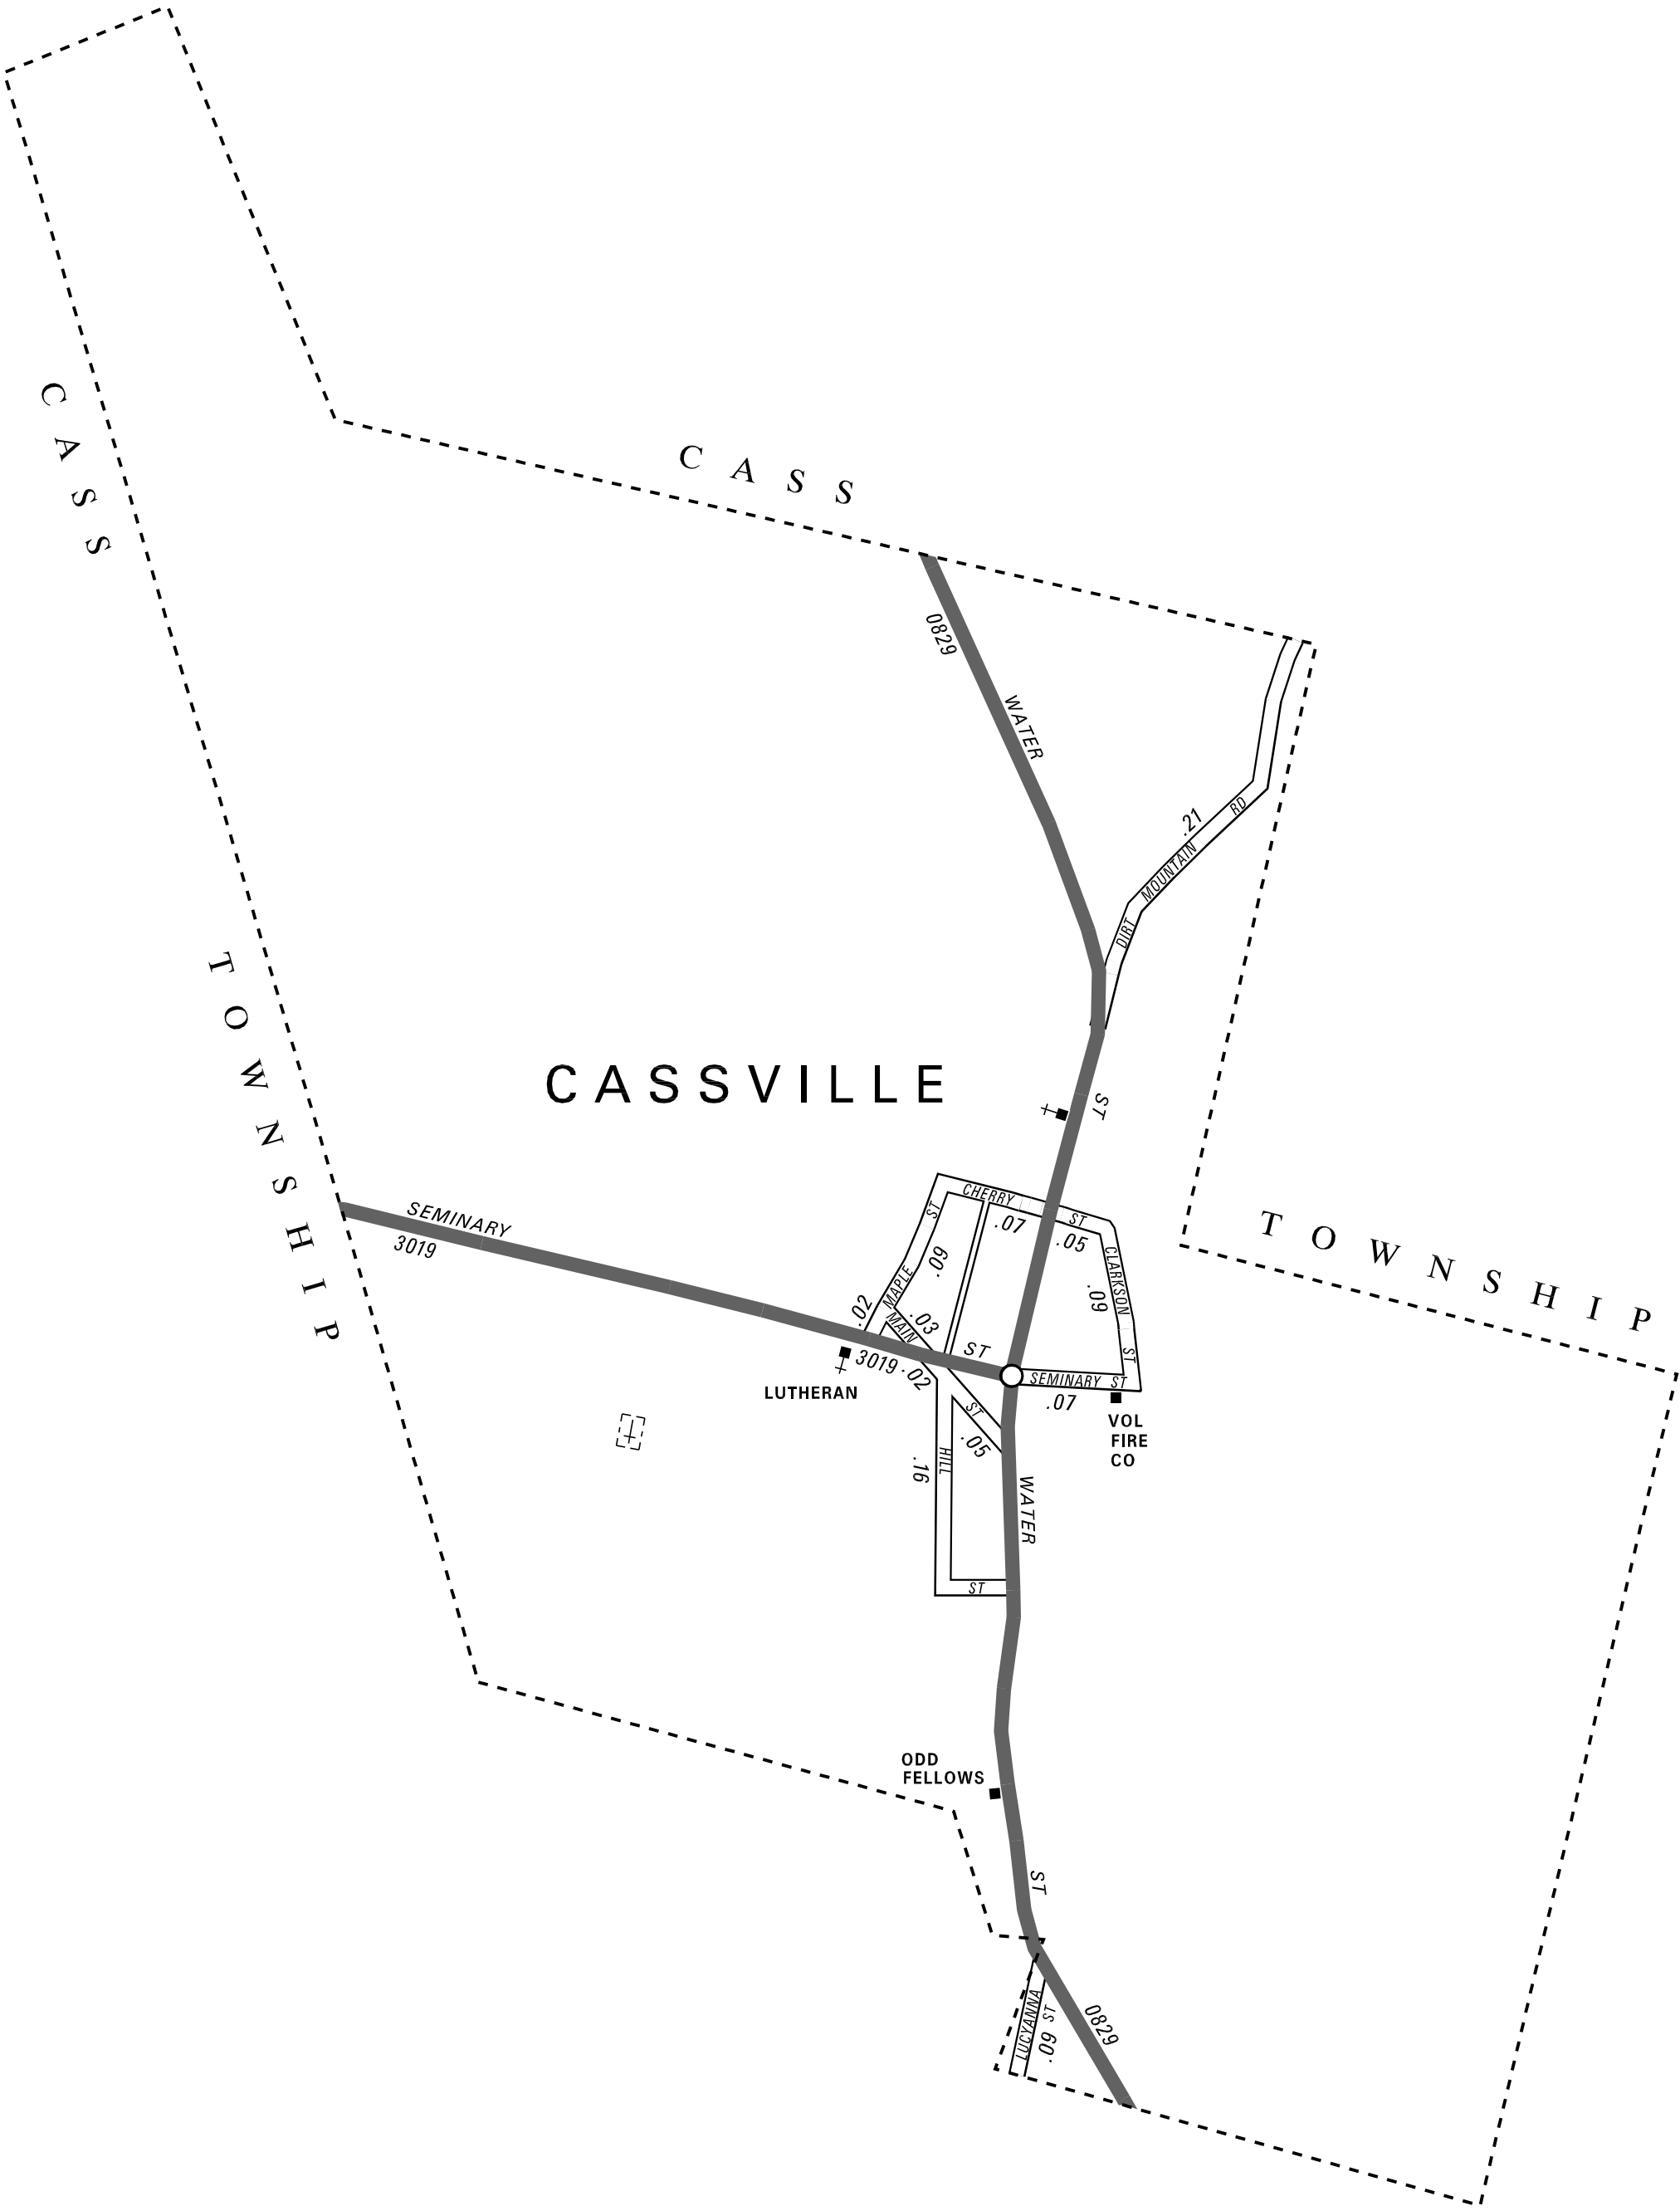 CASS
CASS
0829
WATER
.21
RD
MOUNTAIN
DIRT
TOWNSHIP
CASSVILLE
ST
CHERRY
ST
ST
.07
.05
SEMINARY
3019
TOWNSHIP
.09
CLARKSON
.09
MAPLE
.02
.03
MAIN
ST
ST
3019
.02
SEMINARY ST
.07
LUTHERAN
VOL
FIRE
CO
ST
.05
HILL
.16
WATER
ST
ODD
FELLOWS
ST
LUCYANNA
ST
.09
0829